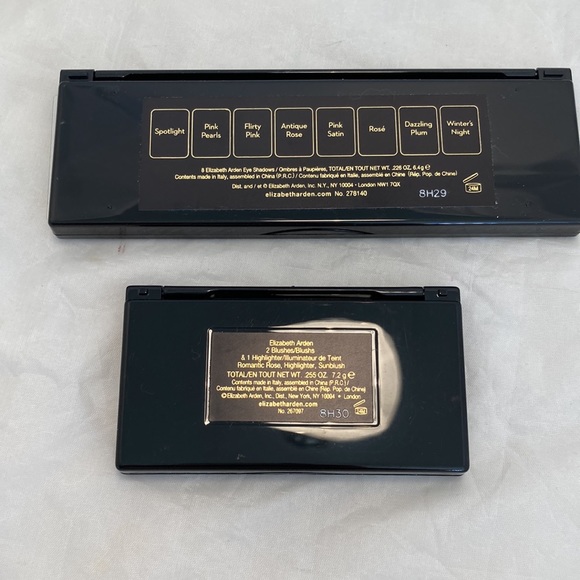 Spotlight
Pink Pearls
Flirty Pink
Antique Rose
Pink Satin
Rosé
Dazzling Plum
Winter's Night
8 Elizabeth Arden Eye Shadows / Ombres à Paupières, TOTAL/EN TOUT NET WT. .226 OZ. 6.4g ℮
Contents made in Italy, assembled in China (P.R.C.) / Contenu fabriqué en Italie, assemblé en Chine (Rép. Pop. de Chine)
Dist. and / et © Elizabeth Arden, Inc. N.Y., NY 10004 • London NW1 7QX
elizabetharden.com No. 278140
8H29
24M
Elizabeth Arden
2 Blushes/Blushs
& 1 Highlighter/Illuminateur de Teint
Romantic Rose, Highlighter, Sunblush
TOTAL/EN TOUT NET WT. .255 OZ. 7.2g ℮
Contents made in Italy, assembled in China (P.R.C.) /
Contenu fabriqué en Italie, assemblé en Chine (Rép. Pop. de Chine)
© Elizabeth Arden, Inc., Dist. New York, NY 10004 • London
elizabetharden.com
No. 267097
8H30
24M